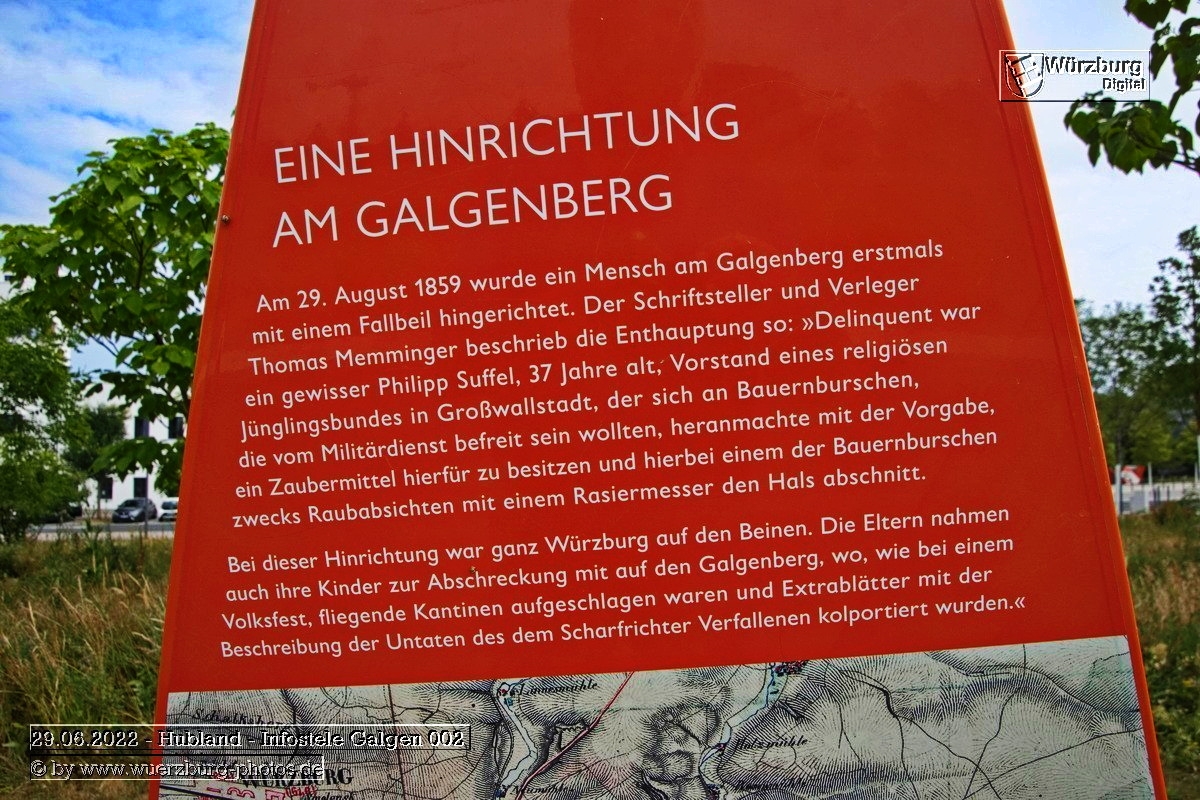 Würzburg
Digital
EINE HINRICHTUNG
AM GALGENBERG
Am 29. August 1859 wurde ein Mensch am Galgenberg erstmals
mit einem Fallbeil hingerichtet. Der Schriftsteller und Verleger
Thomas Memminger beschrieb die Enthauptung so: »Delinquent war
ein gewisser Philipp Suffel, 37 Jahre alt, Vorstand eines religiösen
Jünglingsbundes in Großwallstadt, der sich an Bauernburschen,
die vom Militärdienst befreit sein wollten, heranmachte mit der Vorgabe,
ein Zaubermittel hierfür zu besitzen und hierbei einem der Bauernburschen
zwecks Raubabsichten mit einem Rasiermesser den Hals abschnitt.
Bei dieser Hinrichtung war ganz Würzburg auf den Beinen. Die Eltern nahmen
auch ihre Kinder zur Abschreckung mit auf den Galgenberg, wo, wie bei einem
Volksfest, fliegende Kantinen aufgeschlagen waren und Extrablätter mit der
Beschreibung der Untaten des dem Scharfrichter Verfallenen kolportiert wurden.«
Linnesmühle
29.06.2022 - Hubland - Infostele Galgen 002
© by www.wuerzburg-photos.de
WÜRZBURG